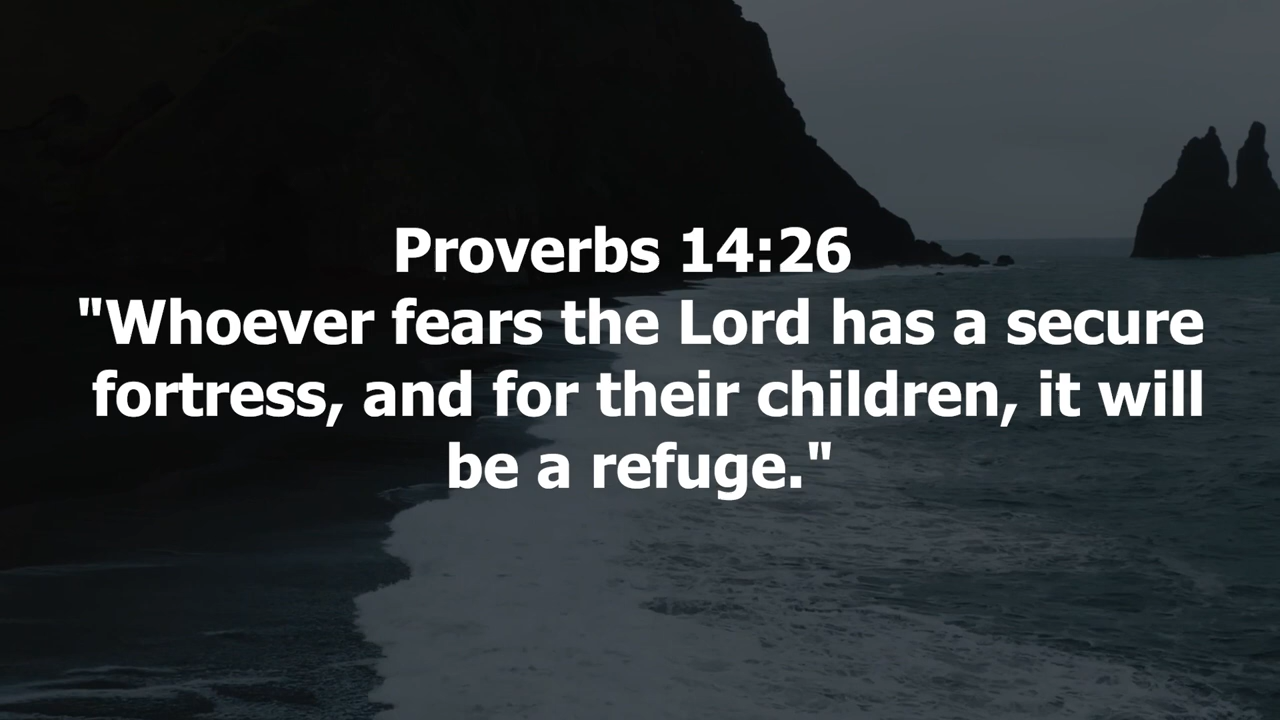 Proverbs 14:26
"Whoever fears the Lord has a secure
fortress, and for their children, it will
be a refuge."